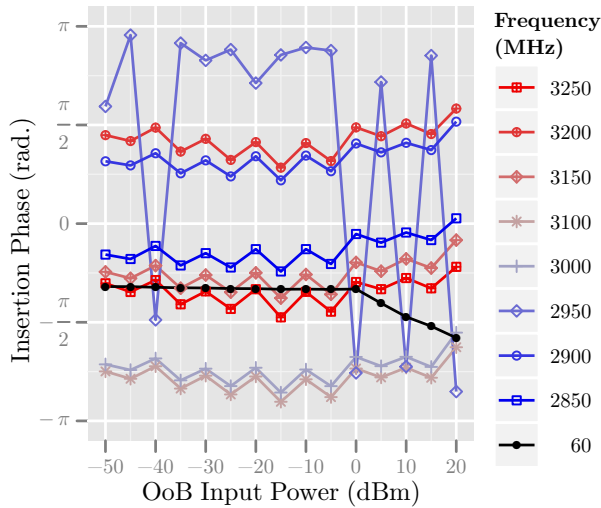 Frequency
(MHz)
3250
3200
3150
3100
3000
2950
2900
2850
60
Insertion Phase (rad.)
π
π
2
0
−π
2
−π
−50
−40
−30
−20
−10
0
10
20
OoB Input Power (dBm)